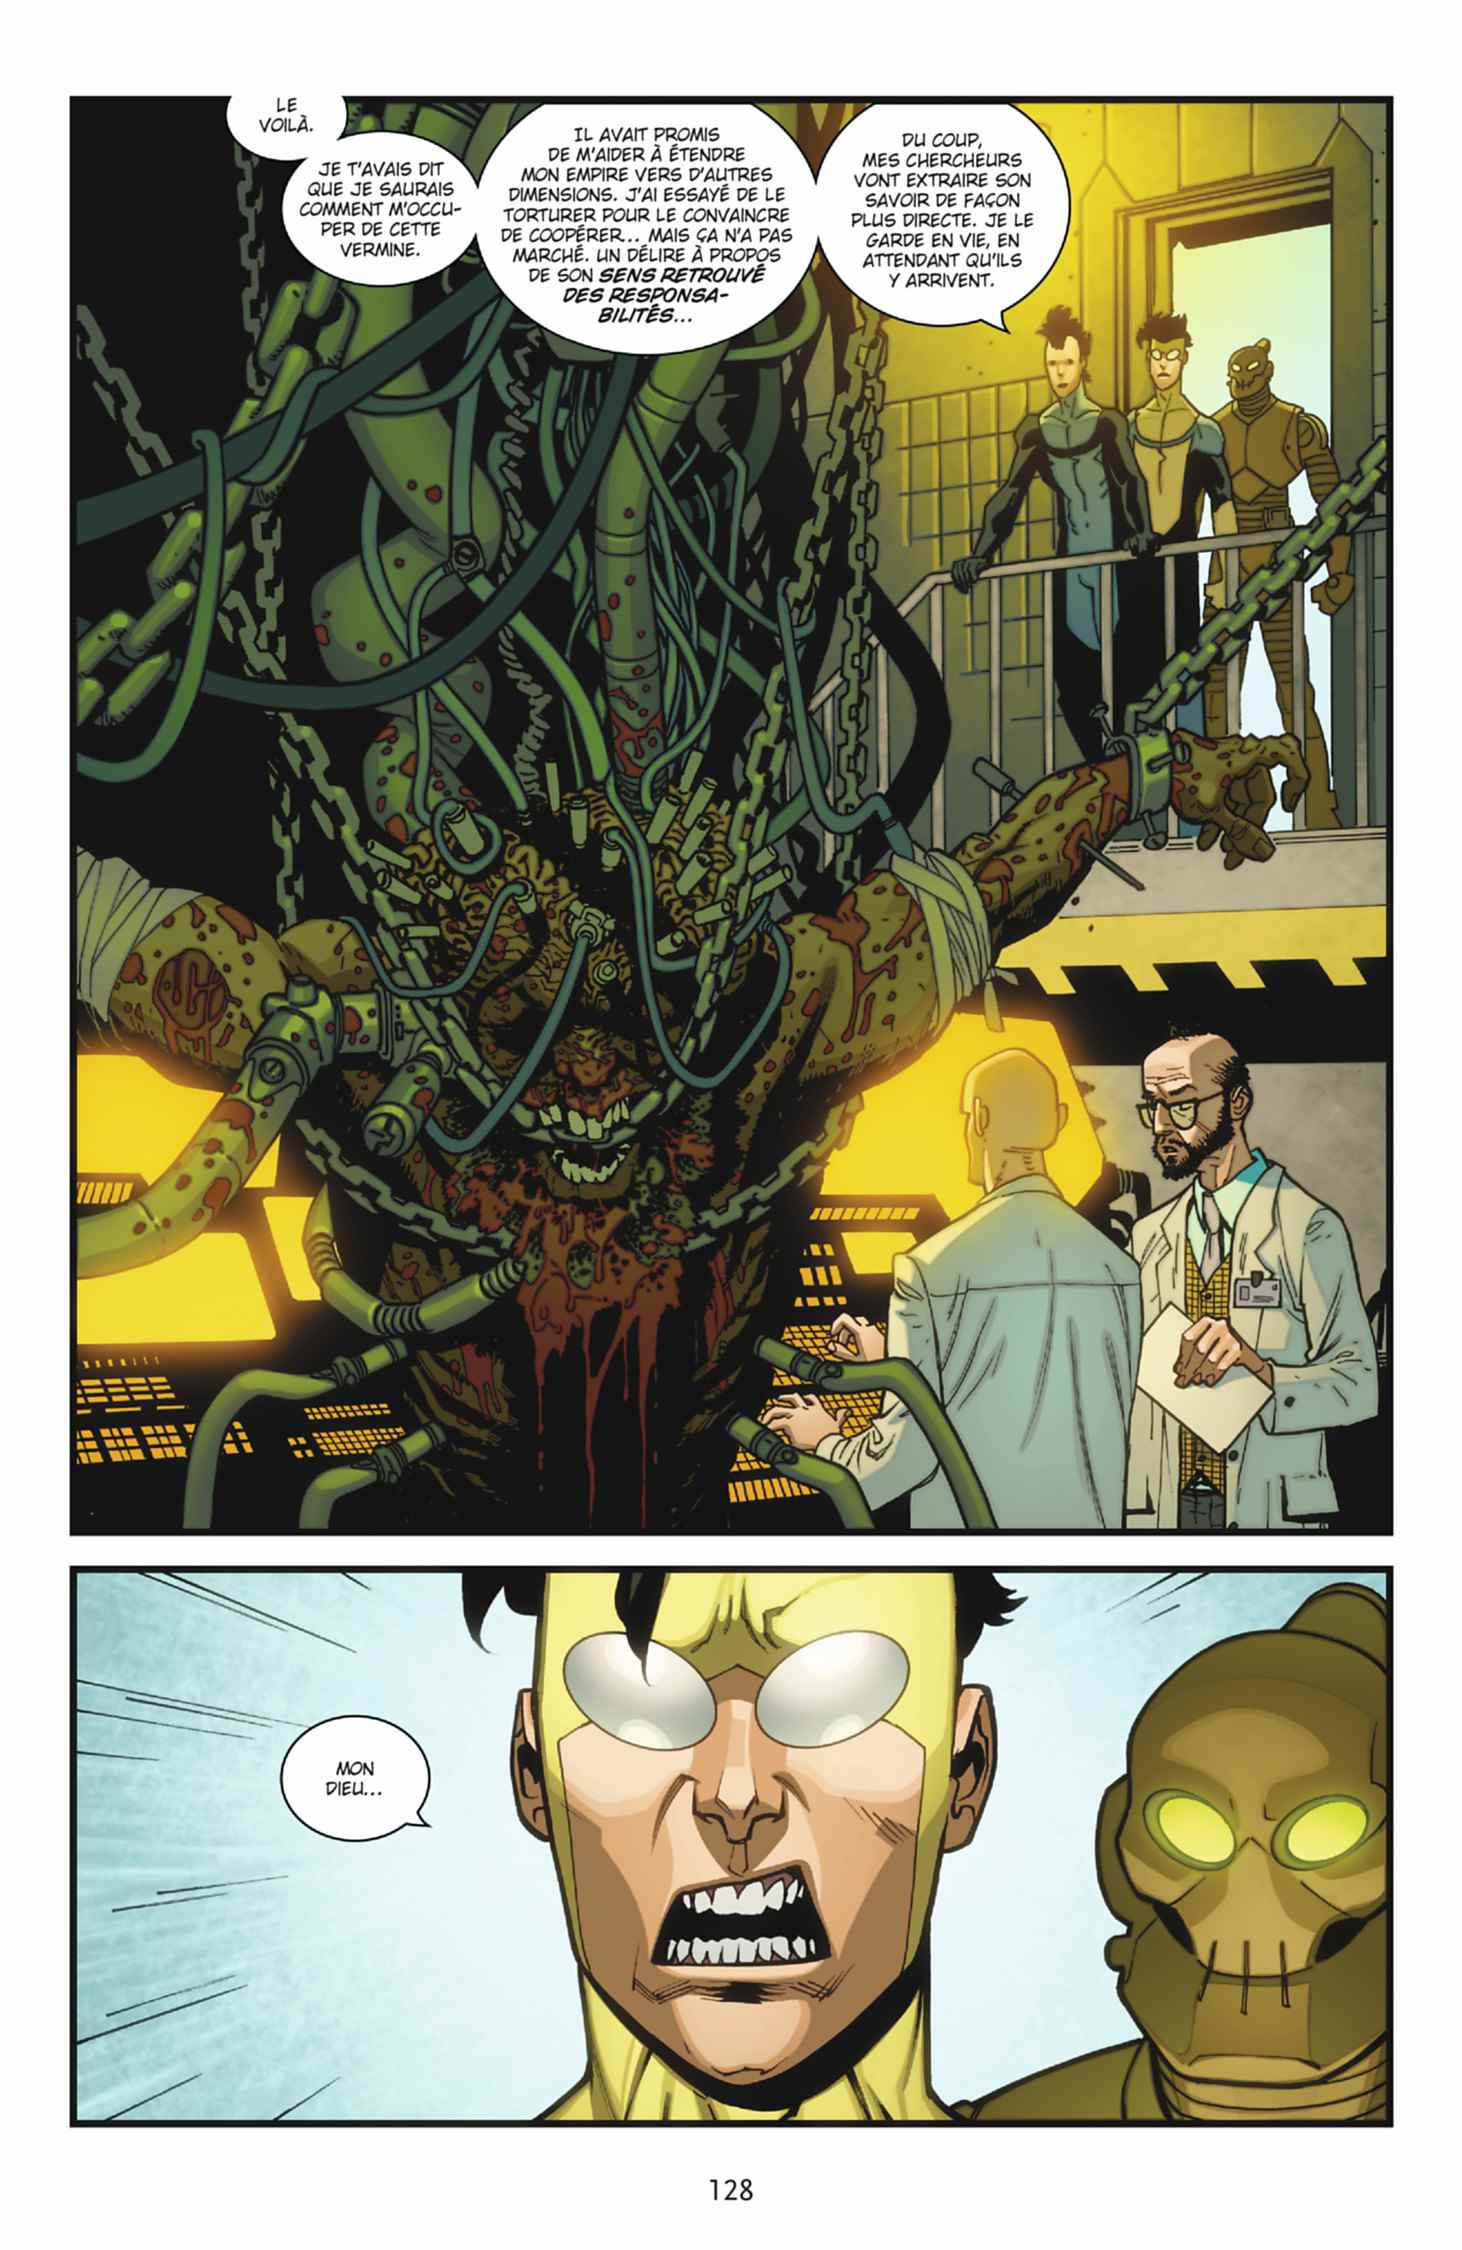 LE
VOILÀ.
JE T'AVAIS DIT
QUE JE SAURAIS
COMMENT M'OCCU-
PER DE CETTE
VERMINE.
IL AVAIT PROMIS
DE M'AIDER À ÉTENDRE
MON EMPIRE VERS D'AUTRES
DIMENSIONS. J'AI ESSAYÉ DE LE
TORTURER POUR LE CONVAINCRE
DE COOPÉRER... MAIS ÇA N'A PAS
MARCHÉ. UN DÉLIRE À PROPOS
DE SON SENS RETROUVÉ
DES RESPONSA-
BILITÉS...
DU COUP,
MES CHERCHEURS
VONT EXTRAIRE SON
SAVOIR DE FAÇON
PLUS DIRECTE. JE LE
GARDE EN VIE, EN
ATTENDANT QU'ILS
Y ARRIVENT.
MON
DIEU...
128